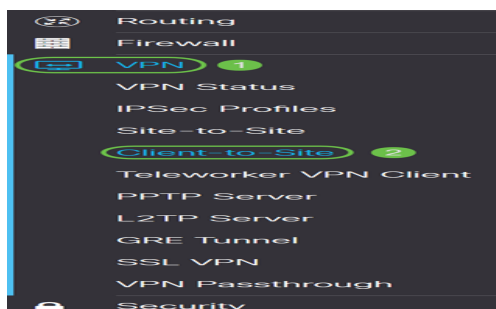 Routing
Firewall
VPN 1
VPN Status
IPSec Profiles
Site-to-Site
Client-to-Site 2
Teleworker VPN Client
PPTP Server
L2TP Server
GRE Tunnel
SSL VPN
VPN Passthrough
Security